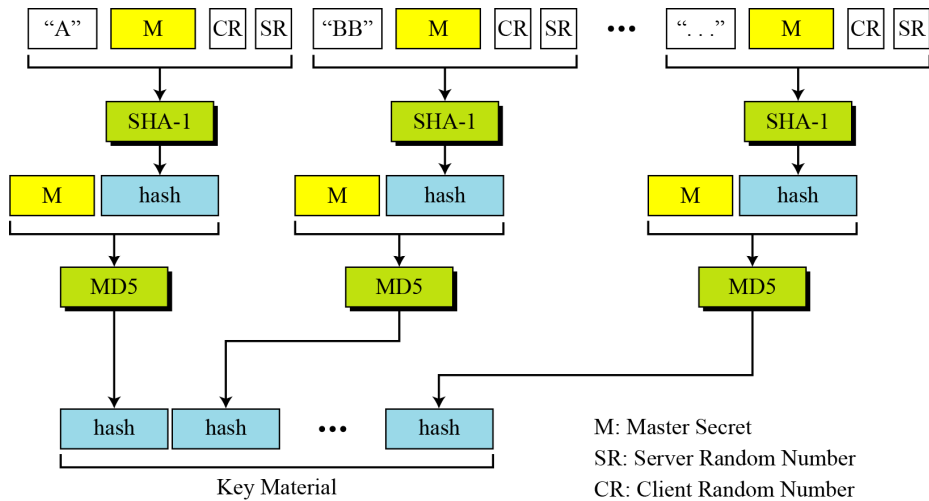 “A” M CR SR “BB” M CR SR ••• “. . .” M CR SR
SHA-1 SHA-1 SHA-1
M hash M hash M hash
MD5 MD5 MD5
hash hash ••• hash
Key Material
M: Master Secret
SR: Server Random Number
CR: Client Random Number